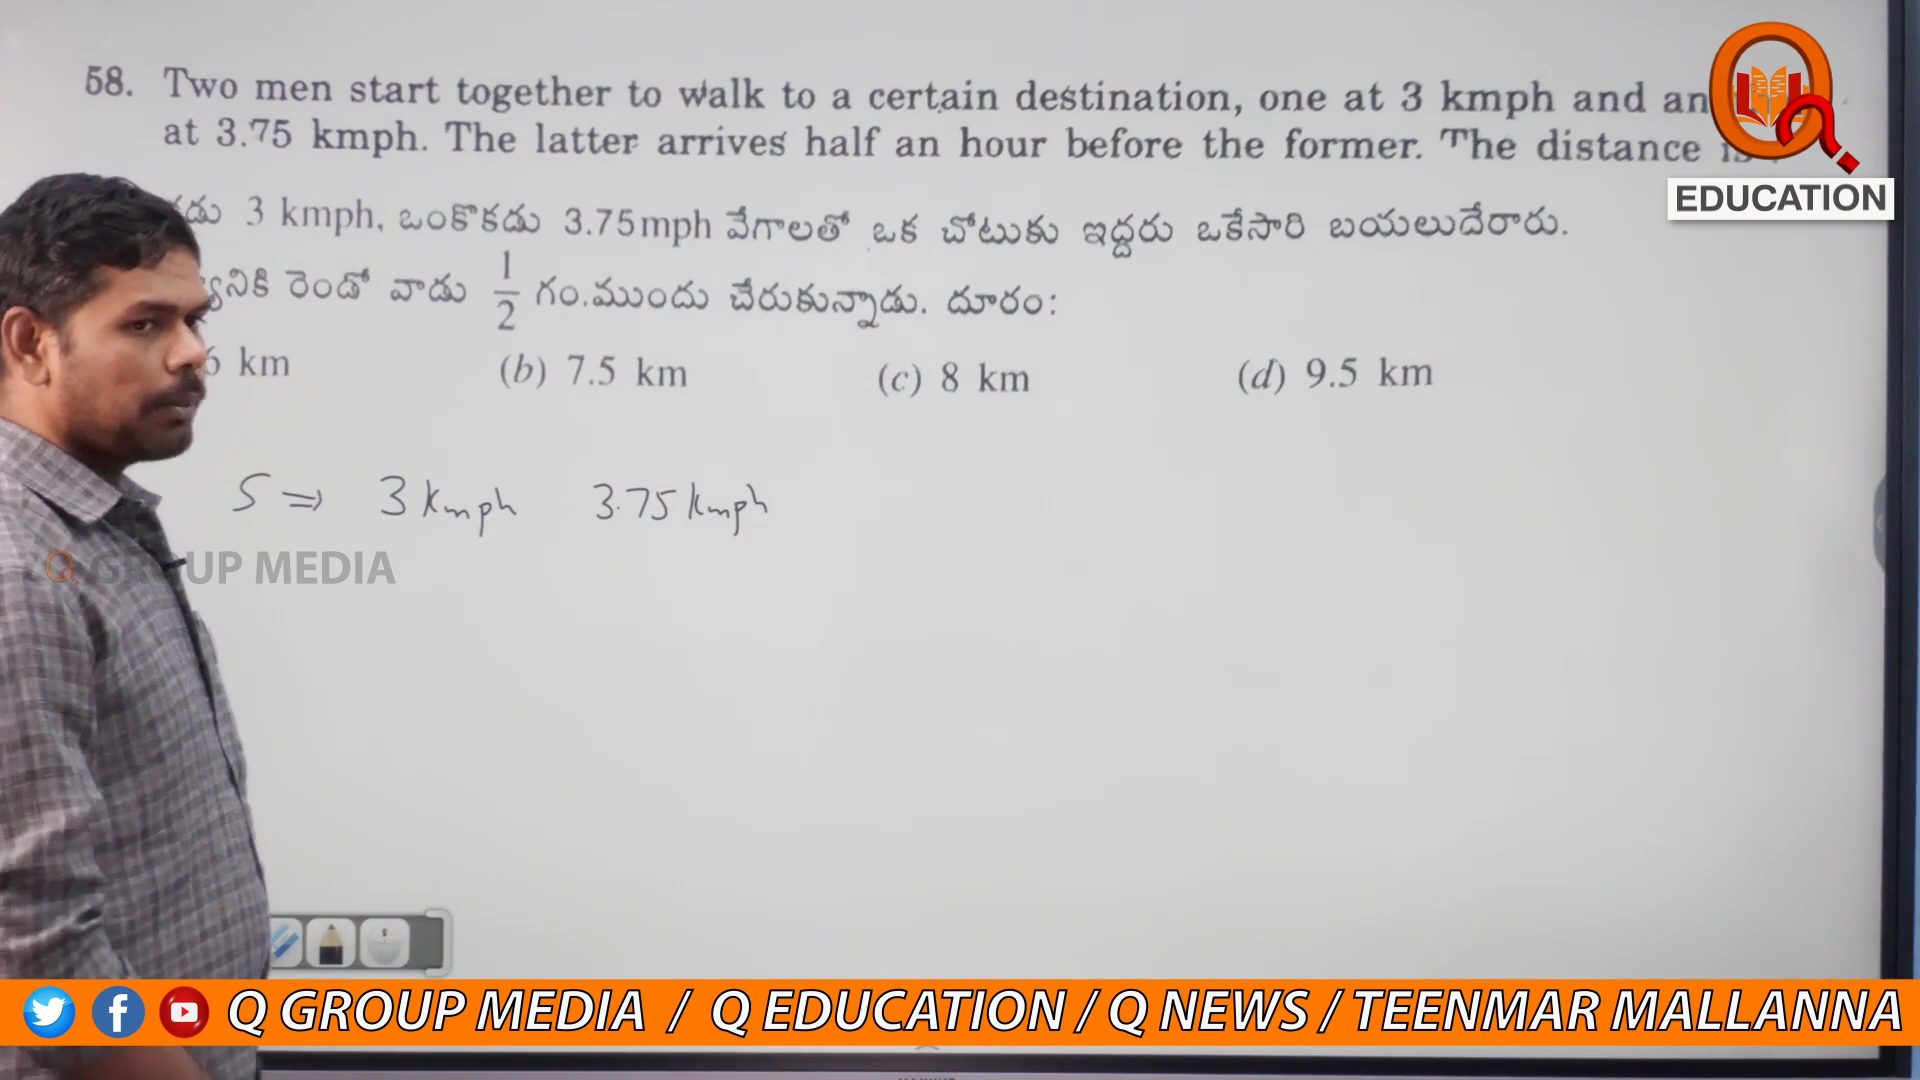 58. Two men start together to walk to a certain destination, one at 3 kmph and
at 3.75 kmph. The latter arrives half an hour before the former. The distance is
3 kmph, ఒంకొకడు 3.75mph వేగాలతో ఒక చోటుకు ఇద్దరు ఒకేసారి బయలుదేరారు.
రెండో వాడు 1/2 గం.ముందు చేరుకున్నాడు. దూరం:
6 km (b) 7.5 km (c) 8 km (d) 9.5 km
S ⇒ 3 kmph 3.75 kmph
EDUCATION
Q GROUP MEDIA
Q GROUP MEDIA / Q EDUCATION / Q NEWS / TEENMAR MALLANNA